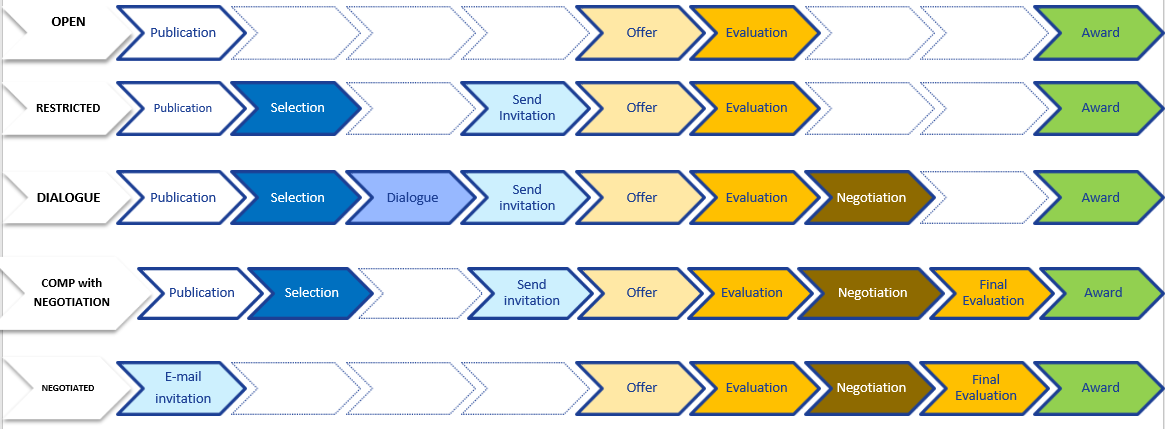 OPEN
Publication
Offer
Evaluation
Award
RESTRICTED
Publication
Selection
Send
Invitation
Offer
Evaluation
Award
DIALOGUE
Publication
Selection
Dialogue
Send
invitation
Offer
Evaluation
Negotiation
Award
COMP with
NEGOTIATION
Publication
Selection
Send
invitation
Offer
Evaluation
Negotiation
Final
Evaluation
Award
NEGOTIATED
E-mail
invitation
Offer
Evaluation
Negotiation
Final
Evaluation
Award